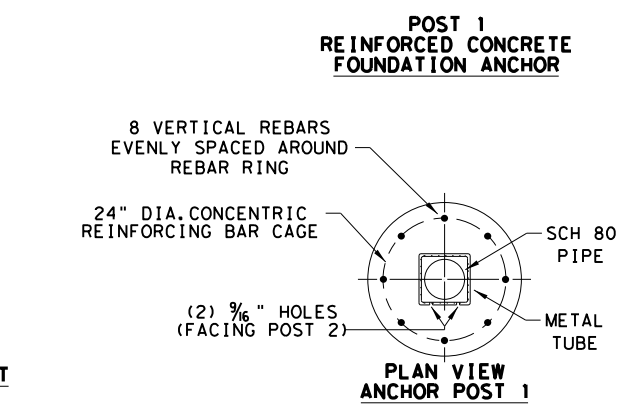 POST 1
REINFORCED CONCRETE
FOUNDATION ANCHOR
8 VERTICAL REBARS
EVENLY SPACED AROUND
REBAR RING
24" DIA. CONCENTRIC
REINFORCING BAR CAGE
SCH 80
PIPE
(2) 9/16" HOLES
(FACING POST 2)
METAL
TUBE
T
PLAN VIEW
ANCHOR POST 1